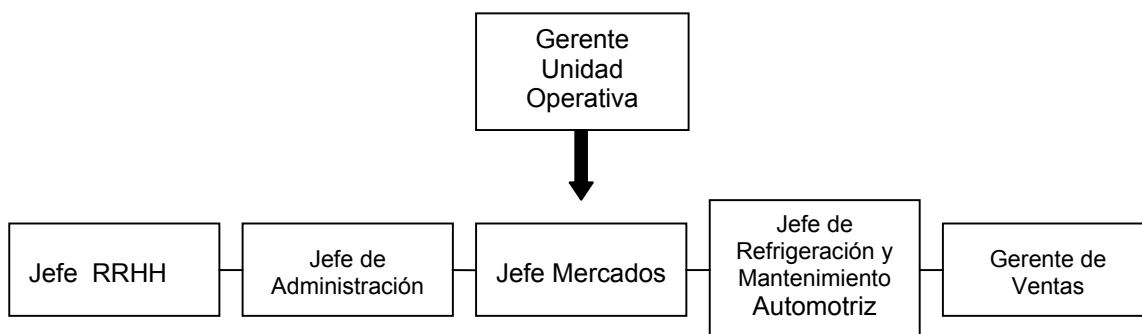 Gerente
Unidad
Operativa
Jefe RRHH
Jefe de
Administración
Jefe Mercados
Jefe de
Refrigeración y
Mantenimiento
Automotriz
Gerente de
Ventas